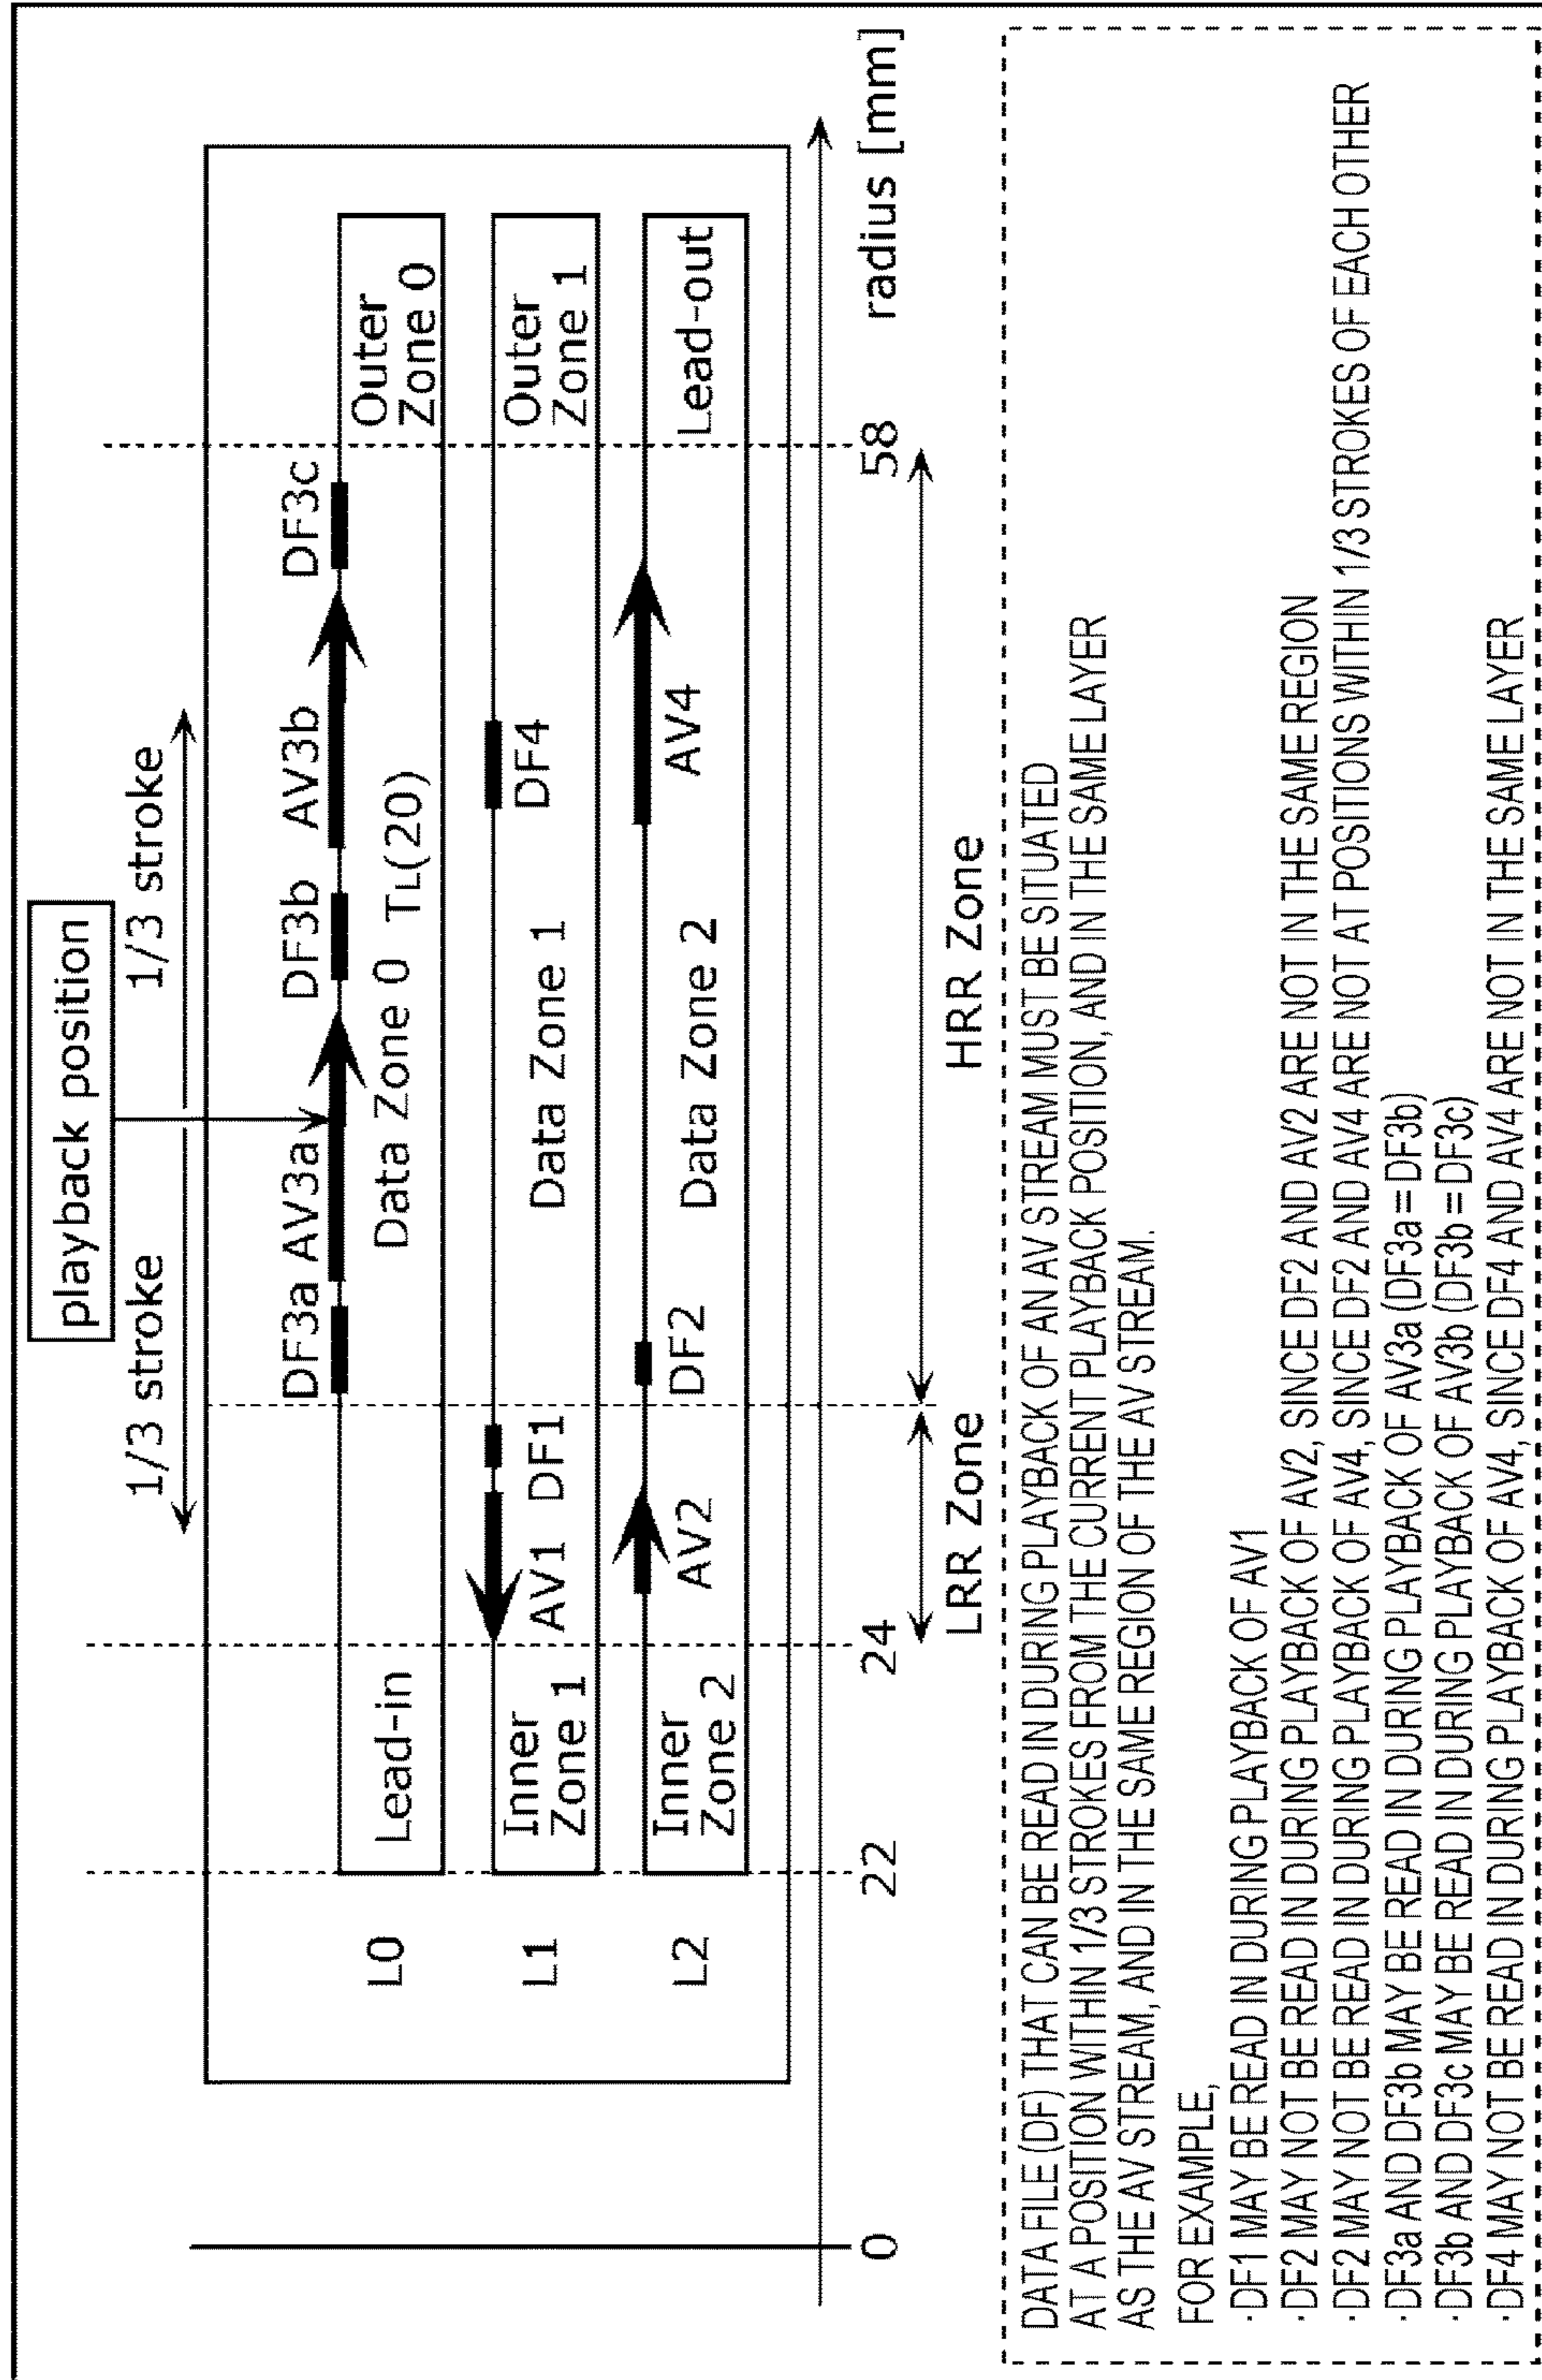 playback position
1/3 stroke
1/3 stroke
DF3a AV3a
DF3b
AV3b
DF3c
L0
Lead-in
Data Zone 0
TL(20)
Outer
Zone 0
L1
Inner
Zone 1
AV1
DF1
Data Zone 1
DF4
Outer
Zone 1
L2
Inner
Zone 2
AV2
DF2
Data Zone 2
AV4
Lead-out
0
22
24
58
radius [mm]
LRR Zone
HRR Zone
DATA FILE (DF) THAT CAN BE READ IN DURING PLAYBACK OF AN AV STREAM MUST BE SITUATED
AT A POSITION WITHIN 1/3 STROKES FROM THE CURRENT PLAYBACK POSITION, AND IN THE SAME LAYER
AS THE AV STREAM, AND IN THE SAME REGION OF THE AV STREAM.
FOR EXAMPLE,
·DF1 MAY BE READ IN DURING PLAYBACK OF AV1
·DF2 MAY NOT BE READ IN DURING PLAYBACK OF AV2, SINCE DF2 AND AV2 ARE NOT IN THE SAME REGION
·DF2 MAY NOT BE READ IN DURING PLAYBACK OF AV4, SINCE DF2 AND AV4 ARE NOT AT POSITIONS WITHIN 1/3 STROKES OF EACH OTHER
·DF3a AND DF3b MAY BE READ IN DURING PLAYBACK OF AV3a (DF3a = DF3b)
·DF3b AND DF3c MAY BE READ IN DURING PLAYBACK OF AV3b (DF3b = DF3c)
·DF4 MAY NOT BE READ IN DURING PLAYBACK OF AV4, SINCE DF4 AND AV4 ARE NOT IN THE SAME LAYER